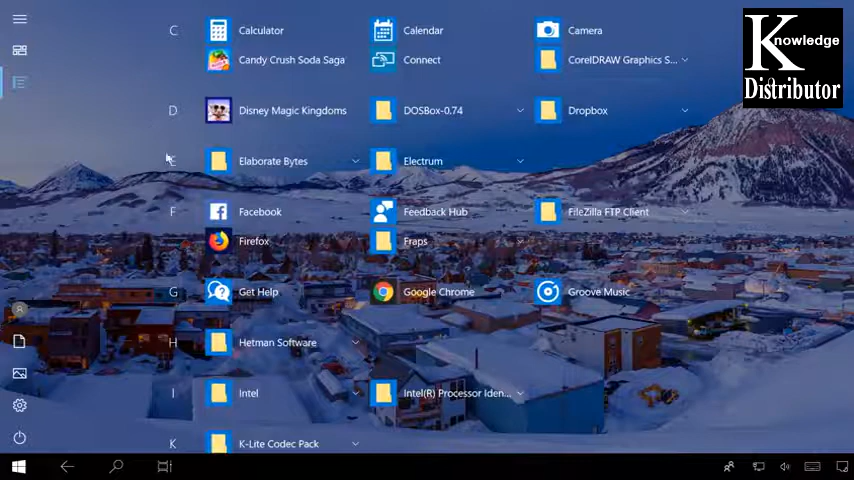 C
Calculator
Calendar
Camera
Candy Crush Soda Saga
Connect
CorelDRAW Graphics S...
D
Disney Magic Kingdoms
DOSBox-0.74
Dropbox
E
Elaborate Bytes
Electrum
F
Facebook
Feedback Hub
FileZilla FTP Client
Firefox
Fraps
G
Get Help
Google Chrome
Groove Music
H
Hetman Software
I
Intel
Intel(R) Processor Iden...
K
K-Lite Codec Pack
Knowledge
Distributor